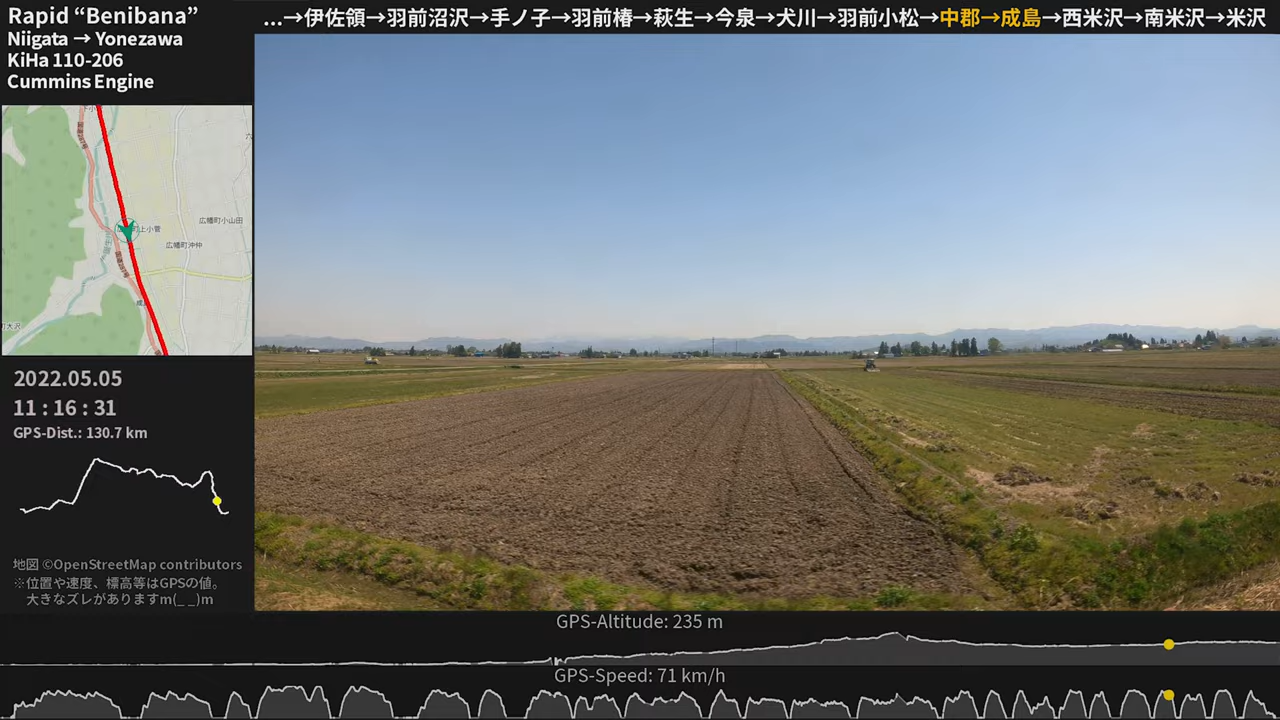 Rapid “Benibana”
Niigata → Yonezawa
KiHa 110-206
Cummins Engine
...→伊佐領→羽前沼沢→手ノ子→羽前椿→萩生→今泉→犬川→羽前小松→中郡→成島→西米沢→南米沢→米沢
広幡町小山田
町上小菅
広幡町沖仲
2022.05.05
11 : 16 : 31
GPS-Dist.: 130.7 km
地図 ©OpenStreetMap contributors
※位置や速度、標高等はGPSの値。
大きなズレがありますm(_ _)m
GPS-Altitude: 235 m
GPS-Speed: 71 km/h